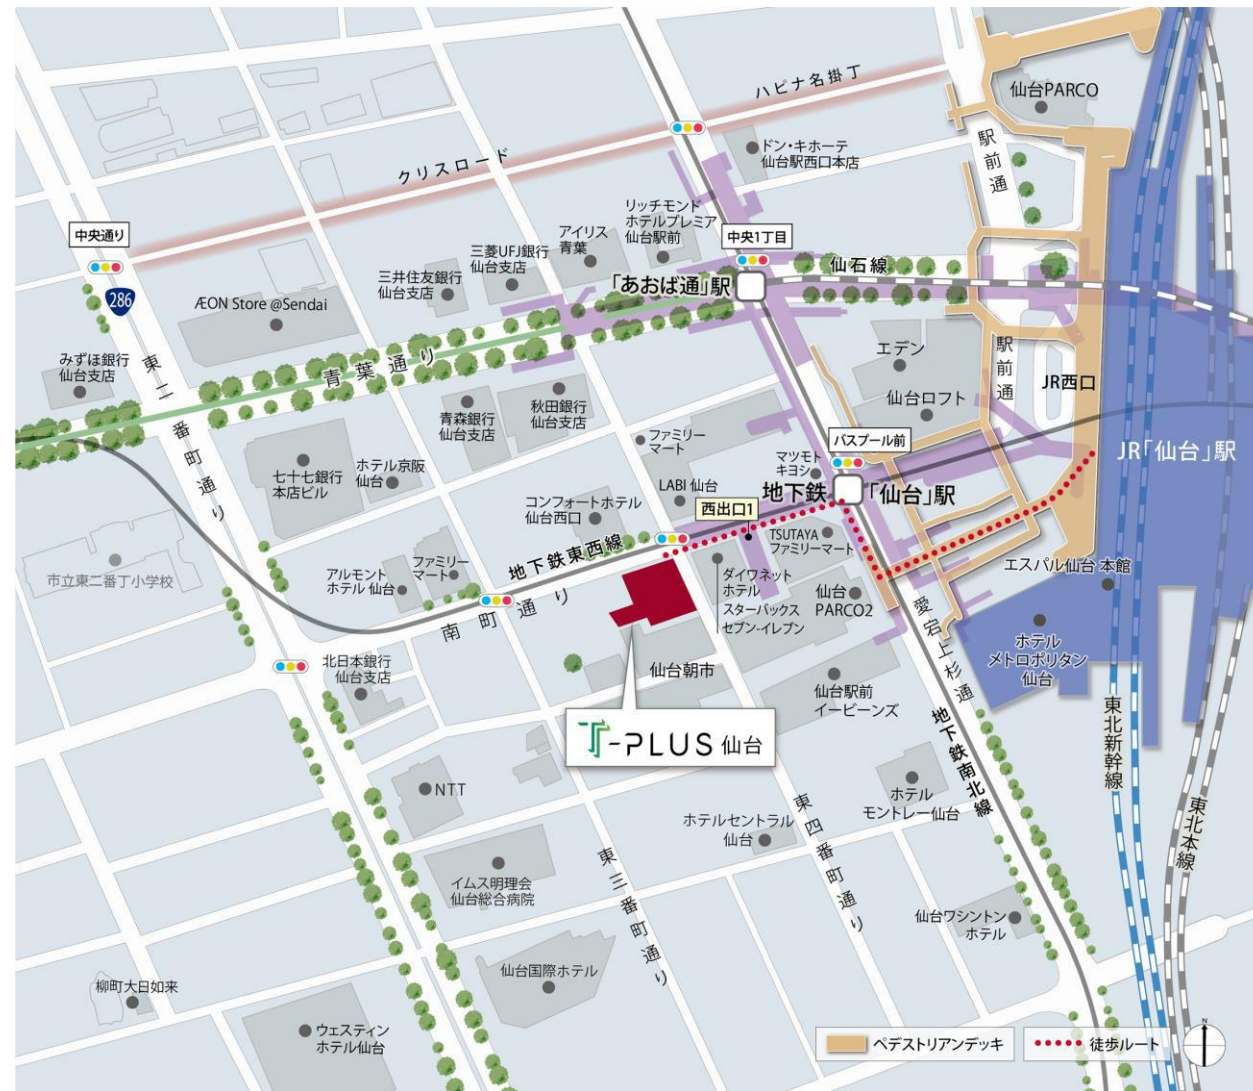 仙台PARCO
ハピナ名掛丁
駅前通
ドン・キホーテ
仙台駅西口本店
クリスロード
リッチモンド
ホテルプレミア
仙台駅前
アイリス
青葉
中央通り
中央1丁目
三菱UFJ銀行
仙台支店
三井住友銀行
仙台支店
仙石線
286
「あおば通」駅
ÆON Store @Sendai
東二番町通り
みずほ銀行
仙台支店
青葉通り
エデン
駅前通
JR西口
仙台ロフト
秋田銀行
仙台支店
青森銀行
仙台支店
ファミリー
マート
バスプール前
マツモト
キヨシ
JR「仙台」駅
七十七銀行
本店ビル
ホテル京阪
仙台
LABI 仙台
地下鉄
「仙台」駅
コンフォートホテル
仙台西口
西出口1
TSUTAYA
ファミリーマート
地下鉄東西線
ファミリー
マート
エスパル仙台 本館
市立東二番丁小学校
アルモント
ホテル 仙台
ダイワネット
ホテル
スターバックス
セブン-イレブン
仙台
PARCO2
南町通り
愛宕上杉通
ホテル
メトロポリタン
仙台
北日本銀行
仙台支店
仙台朝市
仙台駅前
イービーンズ
T-PLUS 仙台
地下鉄南北線
東北新幹線
NTT
ホテル
モントレー仙台
東北本線
ホテルセントラル
仙台
東四番町通り
東三番町通り
イムス明理会
仙台総合病院
仙台ワシントン
ホテル
仙台国際ホテル
柳町大日如来
ウェスティン
ホテル仙台
ペデストリアンデッキ
徒歩ルート
N